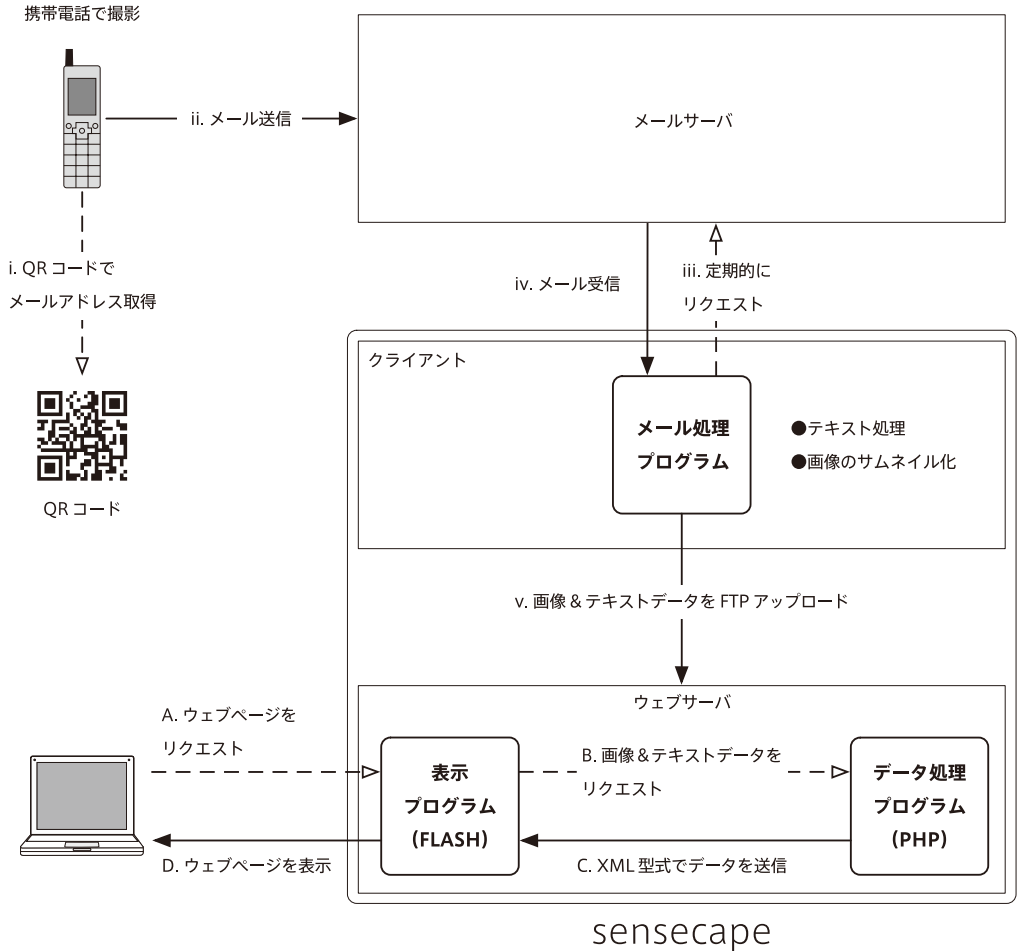 携帯電話で撮影
ii. メール送信
メールサーバ
i. QR コードで
メールアドレス取得
iv. メール受信
iii. 定期的に
リクエスト
クライアント
メール処理
プログラム
●テキスト処理
●画像のサムネイル化
QR コード
v. 画像 & テキストデータを FTP アップロード
ウェブサーバ
A. ウェブページを
リクエスト
表示
プログラム
(FLASH)
B. 画像&テキストデータを
リクエスト
データ処理
プログラム
(PHP)
D. ウェブページを表示
C. XML 型式でデータを送信
sensecape